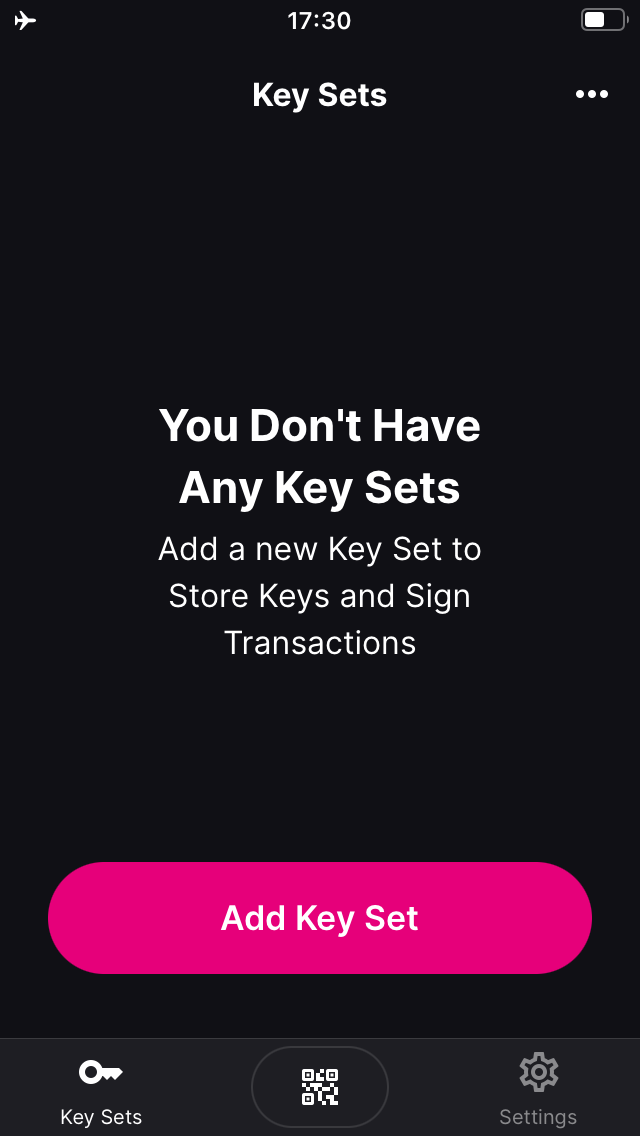 17:30
Key Sets
You Don't Have
Any Key Sets
Add a new Key Set to
Store Keys and Sign
Transactions
Add Key Set
Key Sets
Settings